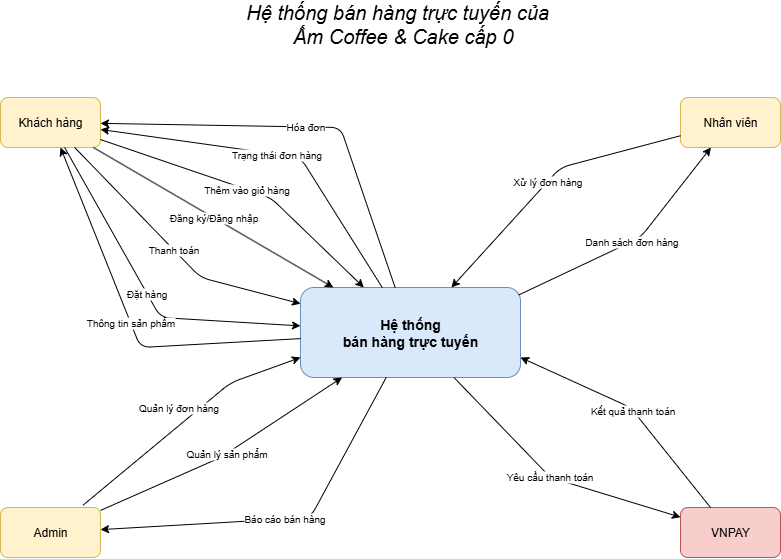 Hệ thống bán hàng trực tuyến của
Ấm Coffee & Cake cấp 0
Khách hàng
Nhân viên
Hóa đơn
Trạng thái đơn hàng
Xử lý đơn hàng
Thêm vào giỏ hàng
Đăng ký/Đăng nhập
Danh sách đơn hàng
Thanh toán
Đặt hàng
Thông tin sản phẩm
Hệ thống
bán hàng trực tuyến
Quản lý đơn hàng
Kết quả thanh toán
Quản lý sản phẩm
Yêu cầu thanh toán
Báo cáo bán hàng
Admin
VNPAY